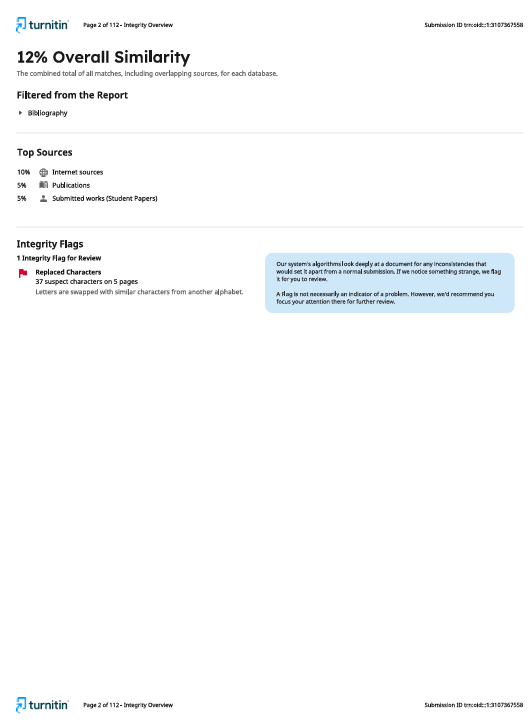 turnitin Page 2 of 112 - Integrity Overview Submission ID trn:oid:::1:3107367558
12% Overall Similarity
The combined total of all matches, including overlapping sources, for each database.
Filtered from the Report
Bibliography
Top Sources
10% Internet sources
5% Publications
5% Submitted works (Student Papers)
Integrity Flags
1 Integrity Flag for Review
Replaced Characters
37 suspect characters on 5 pages
Letters are swapped with similar characters from another alphabet.
Our system's algorithms look deeply at a document for any inconsistencies that
would set it apart from a normal submission. If we notice something strange, we flag
it for you to review.
A Flag is not necessarily an indicator of a problem. However, we'd recommend you
focus your attention there for further review.
turnitin Page 2 of 112 - Integrity Overview Submission ID trn:oid:::1:3107367558